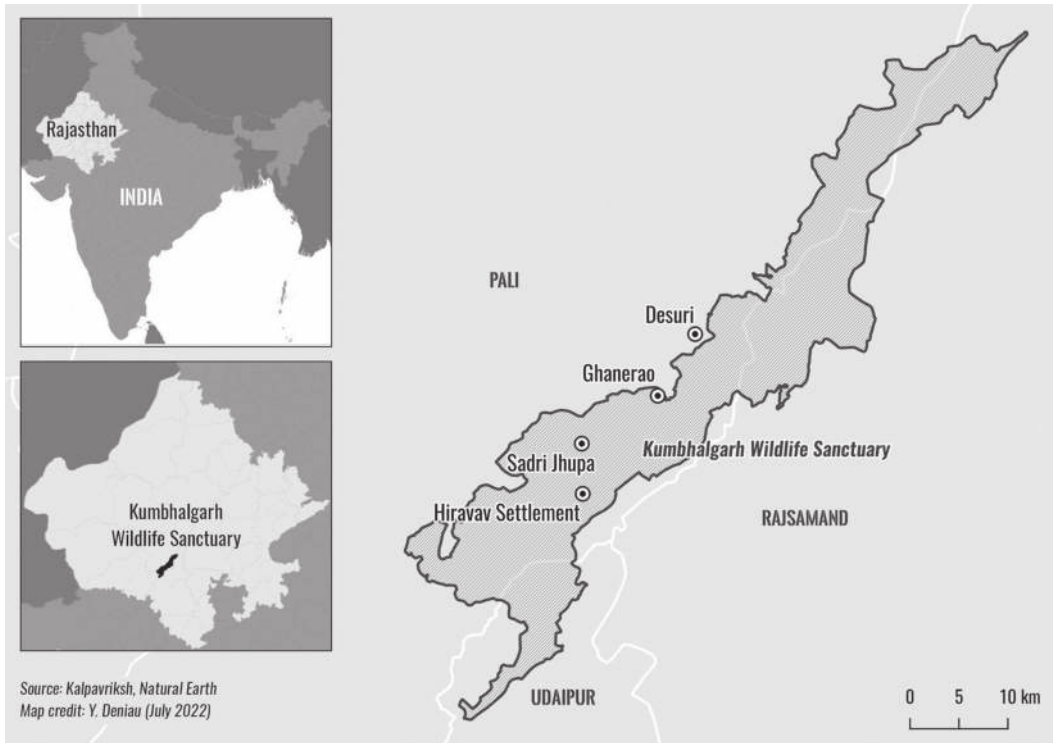 Rajasthan
INDIA
Kumbhalgarh
Wildlife Sanctuary
Source: Kalpavriksh, Natural Earth
Map credit: Y. Deniau (July 2022)
PALI
Desuri
Ghanerao
Sadri Jhupa
Kumbhalgarh Wildlife Sanctuary
Hiravav Settlement
RAJSAMAND
UDAIPUR
0 5 10 km